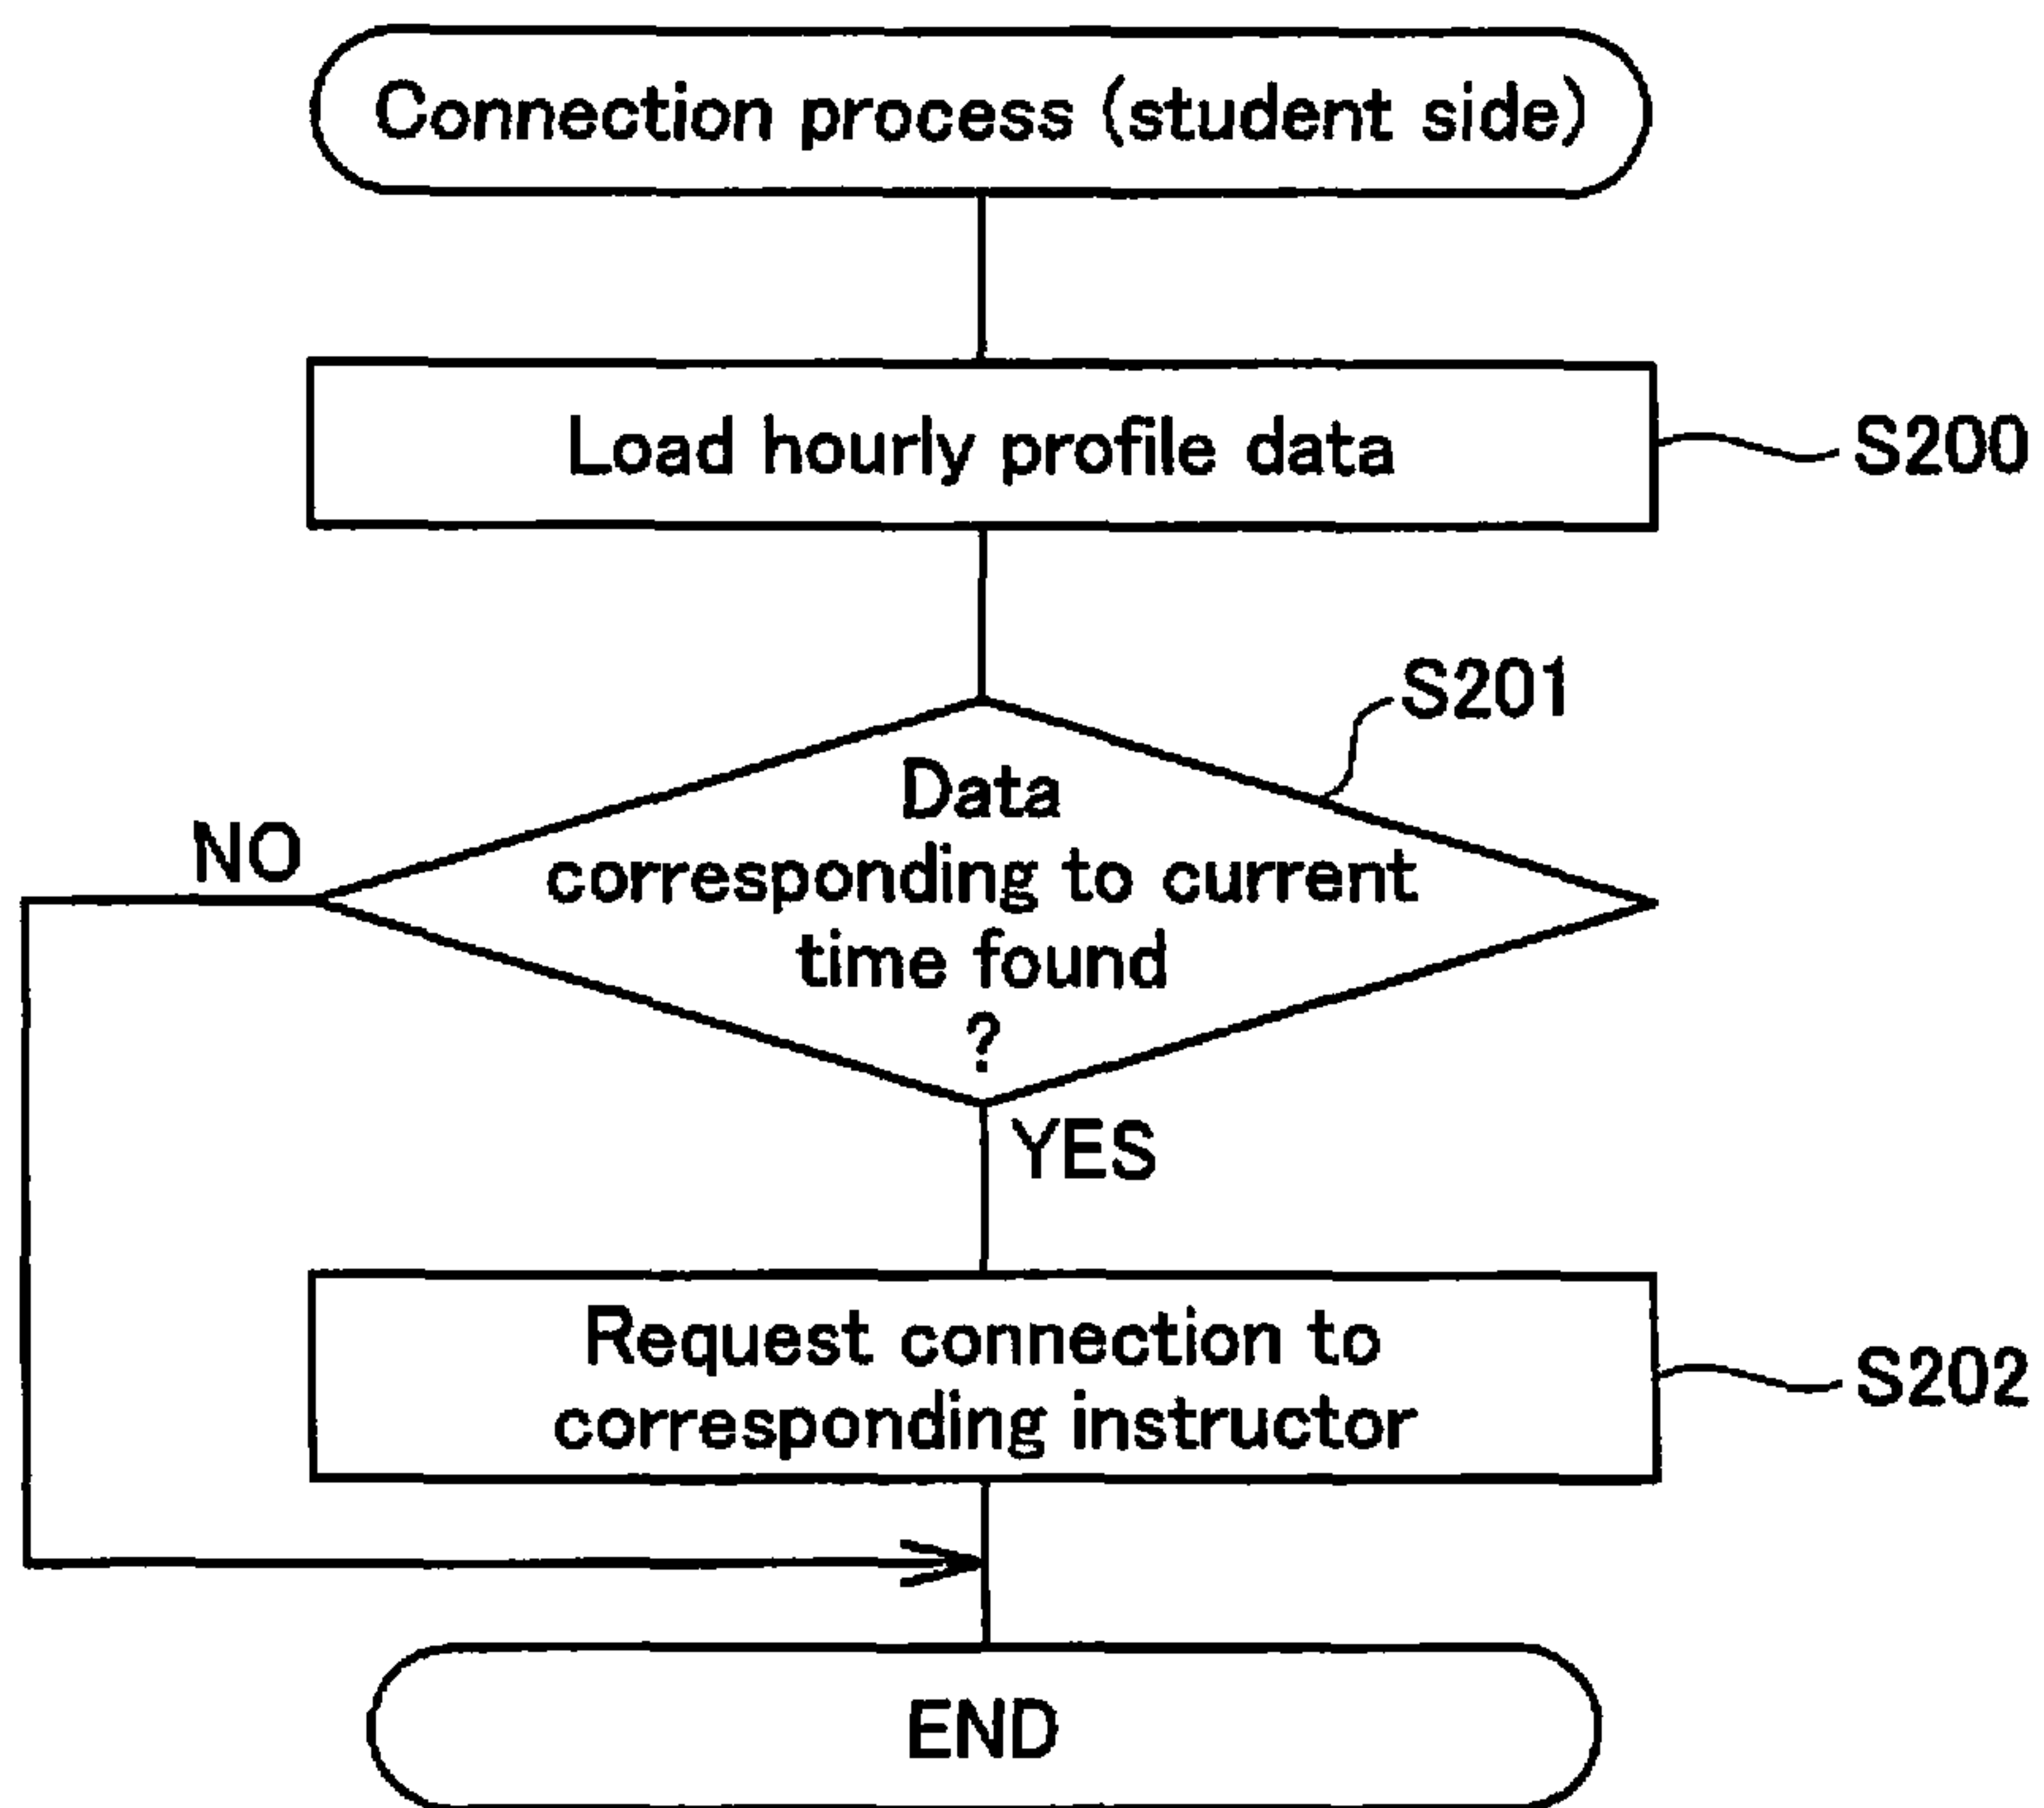 Connection process (student side)
Load hourly profile data
S200
S201
Data
corresponding to current
time found
?
NO
YES
Request connection to
corresponding instructor
S202
END